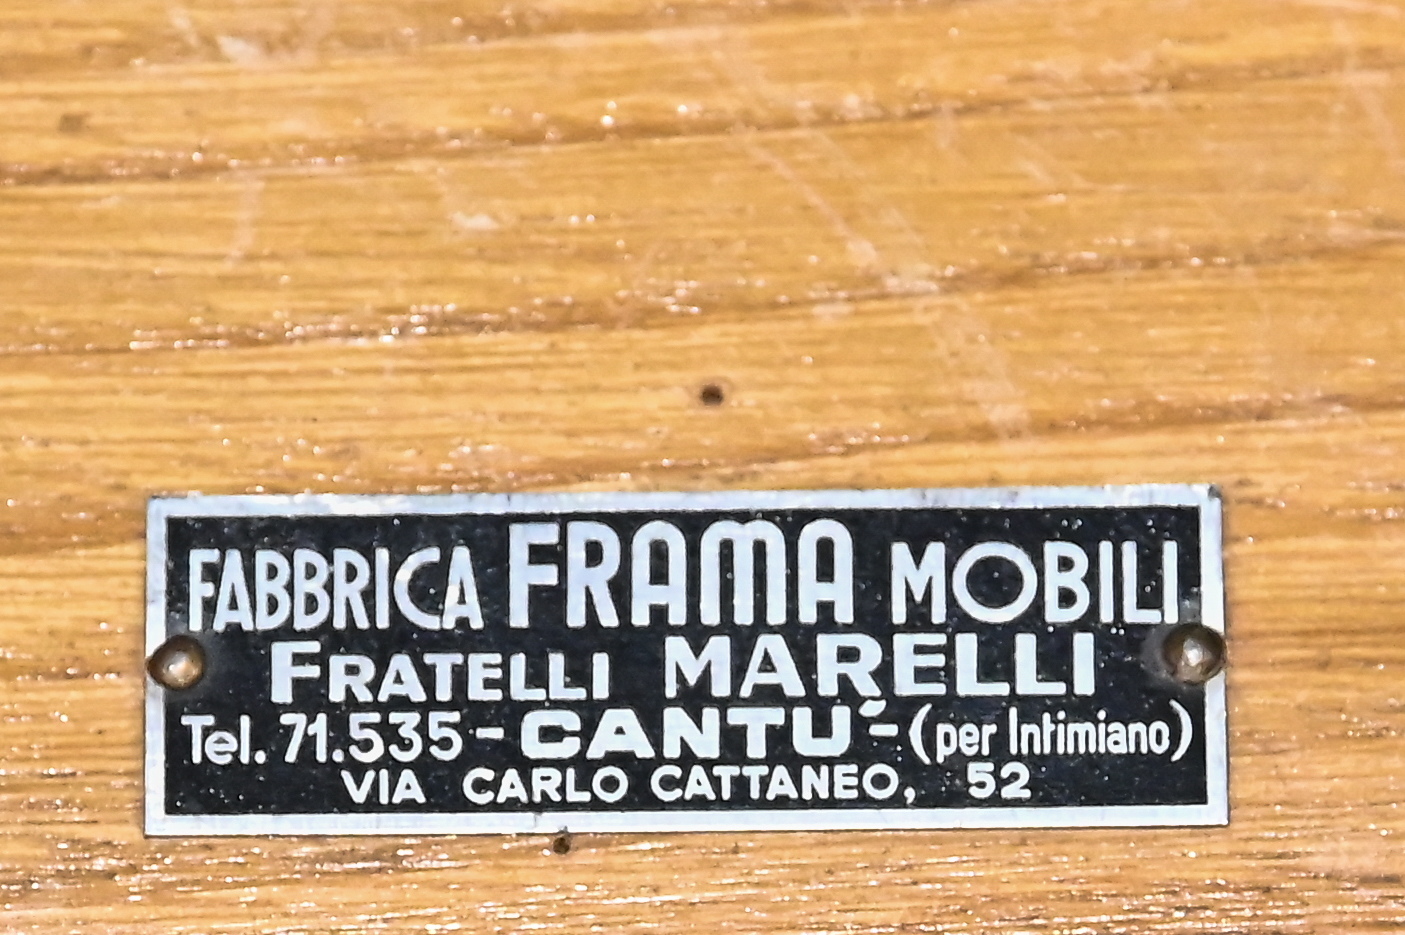 FABBRICA FRAMA MOBILI
FRATELLI MARELLI
Tel. 71.535 - CANTU' - (per Intimiano)
VIA CARLO CATTANEO, 52